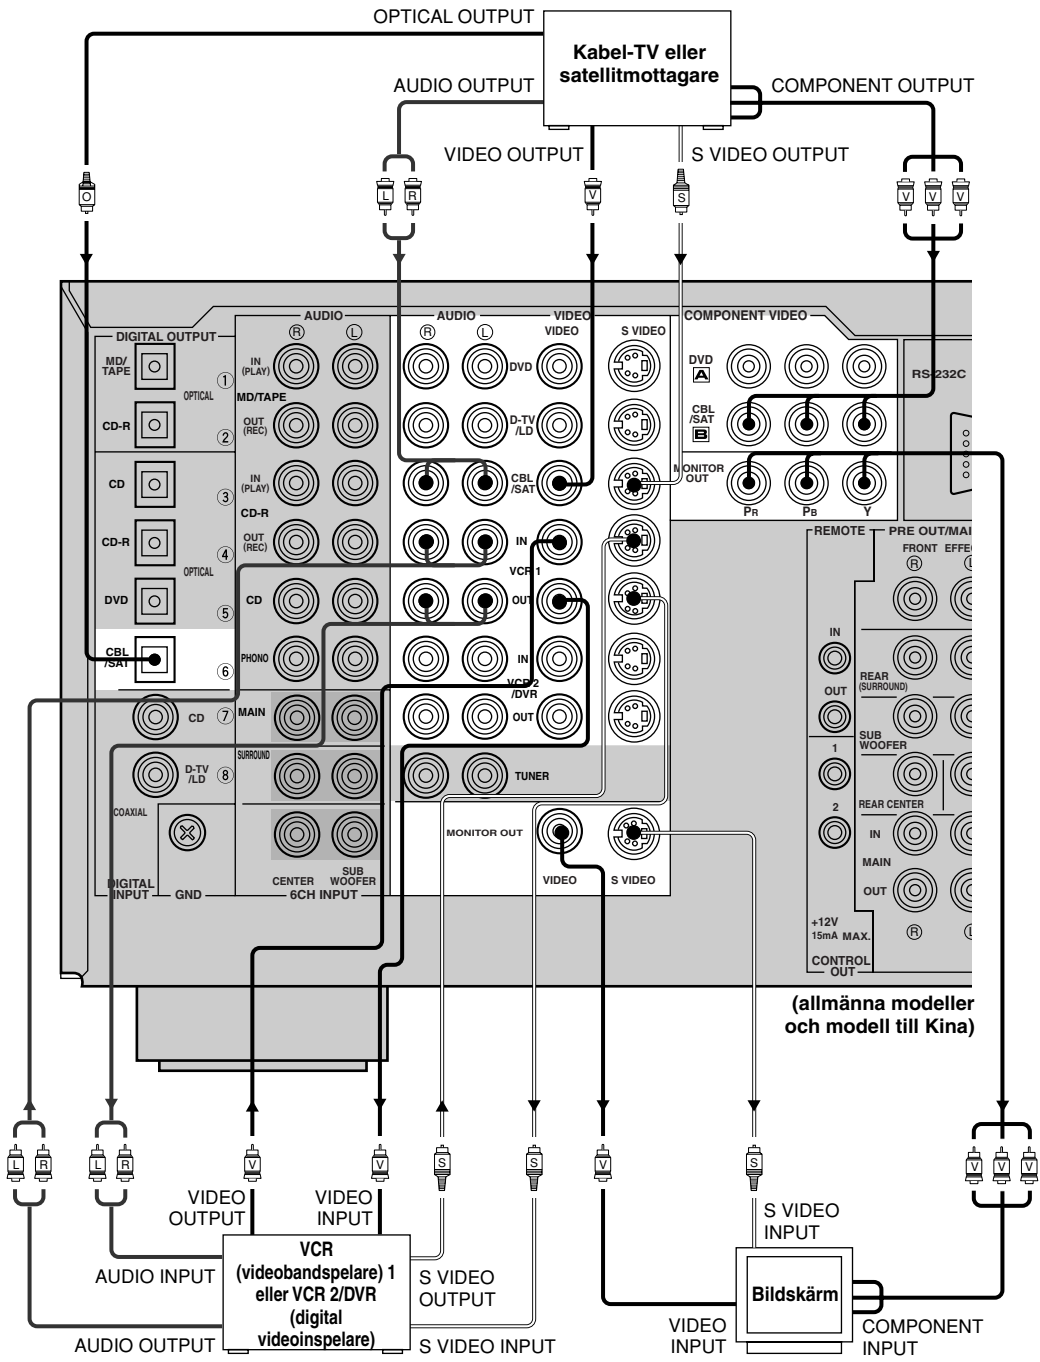 OPTICAL OUTPUT
Kabel-TV eller
satellitmottagare
AUDIO OUTPUT
COMPONENT OUTPUT
VIDEO OUTPUT
S VIDEO OUTPUT
O
L
R
V
S
V
V
V
AUDIO
AUDIO
VIDEO
COMPONENT VIDEO
R
L
R
L
VIDEO
S VIDEO
DIGITAL OUTPUT
MD/
TAPE
1
OPTICAL
CD-R
2
CD
3
CD-R
4
OPTICAL
DVD
5
CBL
/SAT
6
CD
7
D-TV
/LD
8
COAXIAL
DIGITAL
INPUT
GND
IN
(PLAY)
MD/TAPE
OUT
(REC)
IN
(PLAY)
CD-R
OUT
(REC)
CD
PHONO
MAIN
SURROUND
CENTER
SUB
WOOFER
6CH INPUT
DVD
D-TV
/LD
CBL
/SAT
IN
VCR 1
OUT
IN
VCR 2
/DVR
OUT
TUNER
MONITOR OUT
VIDEO
S VIDEO
DVD
A
CBL
/SAT
B
MONITOR
OUT
PR
PB
Y
RS-232C
REMOTE
PRE OUT/MAI
FRONT
EFFEC
R
L
IN
OUT
1
2
REAR
(SURROUND)
SUB
WOOFER
REAR CENTER
IN
MAIN
OUT
+12V
15mA MAX.
R
L
CONTROL
OUT
(allmänna modeller
och modell till Kina)
L
R
L
R
V
V
S
S
V
S
V
V
V
VIDEO
OUTPUT
VIDEO
INPUT
S VIDEO
INPUT
VCR
(videobandspelare) 1
eller VCR 2/DVR
(digital
videoinspelare)
AUDIO INPUT
S VIDEO
OUTPUT
AUDIO OUTPUT
S VIDEO INPUT
Bildskärm
VIDEO
INPUT
COMPONENT
INPUT